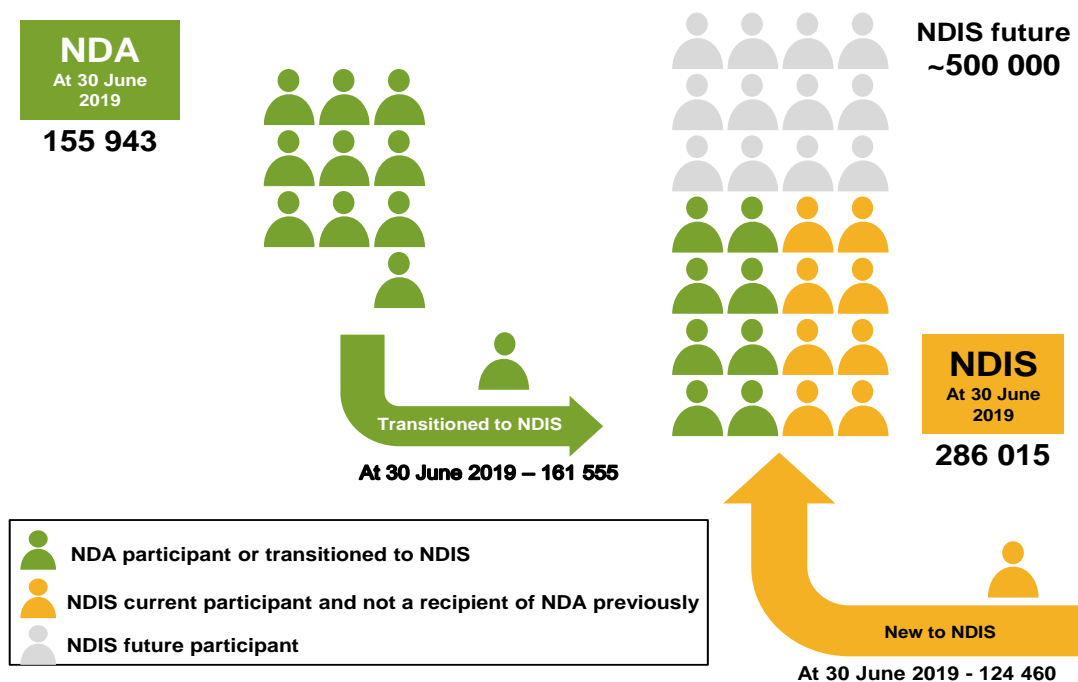 NDA
At 30 June
2019
155 943
NDIS future
~500 000
NDIS
At 30 June
2019
286 015
Transitioned to NDIS
At 30 June 2019 – 161 555
NDA participant or transitioned to NDIS
NDIS current participant and not a recipient of NDA previously
NDIS future participant
New to NDIS
At 30 June 2019 - 124 460